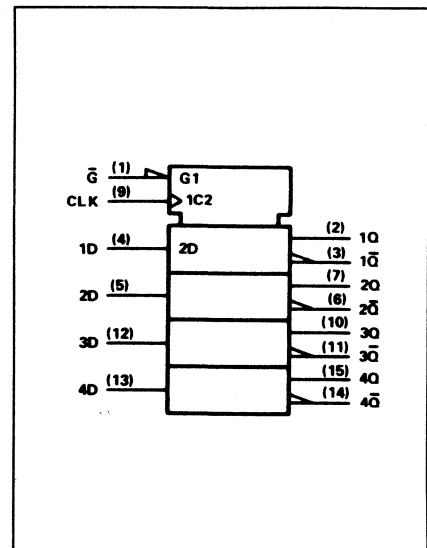 G̅ (1) G1
CLK (9) 1C2
1D (4) 2D (2) 1Q
(3) 1Q̅
2D (5) (7) 2Q
(6) 2Q̅
3D (12) (10) 3Q
(11) 3Q̅
4D (13) (15) 4Q
(14) 4Q̅